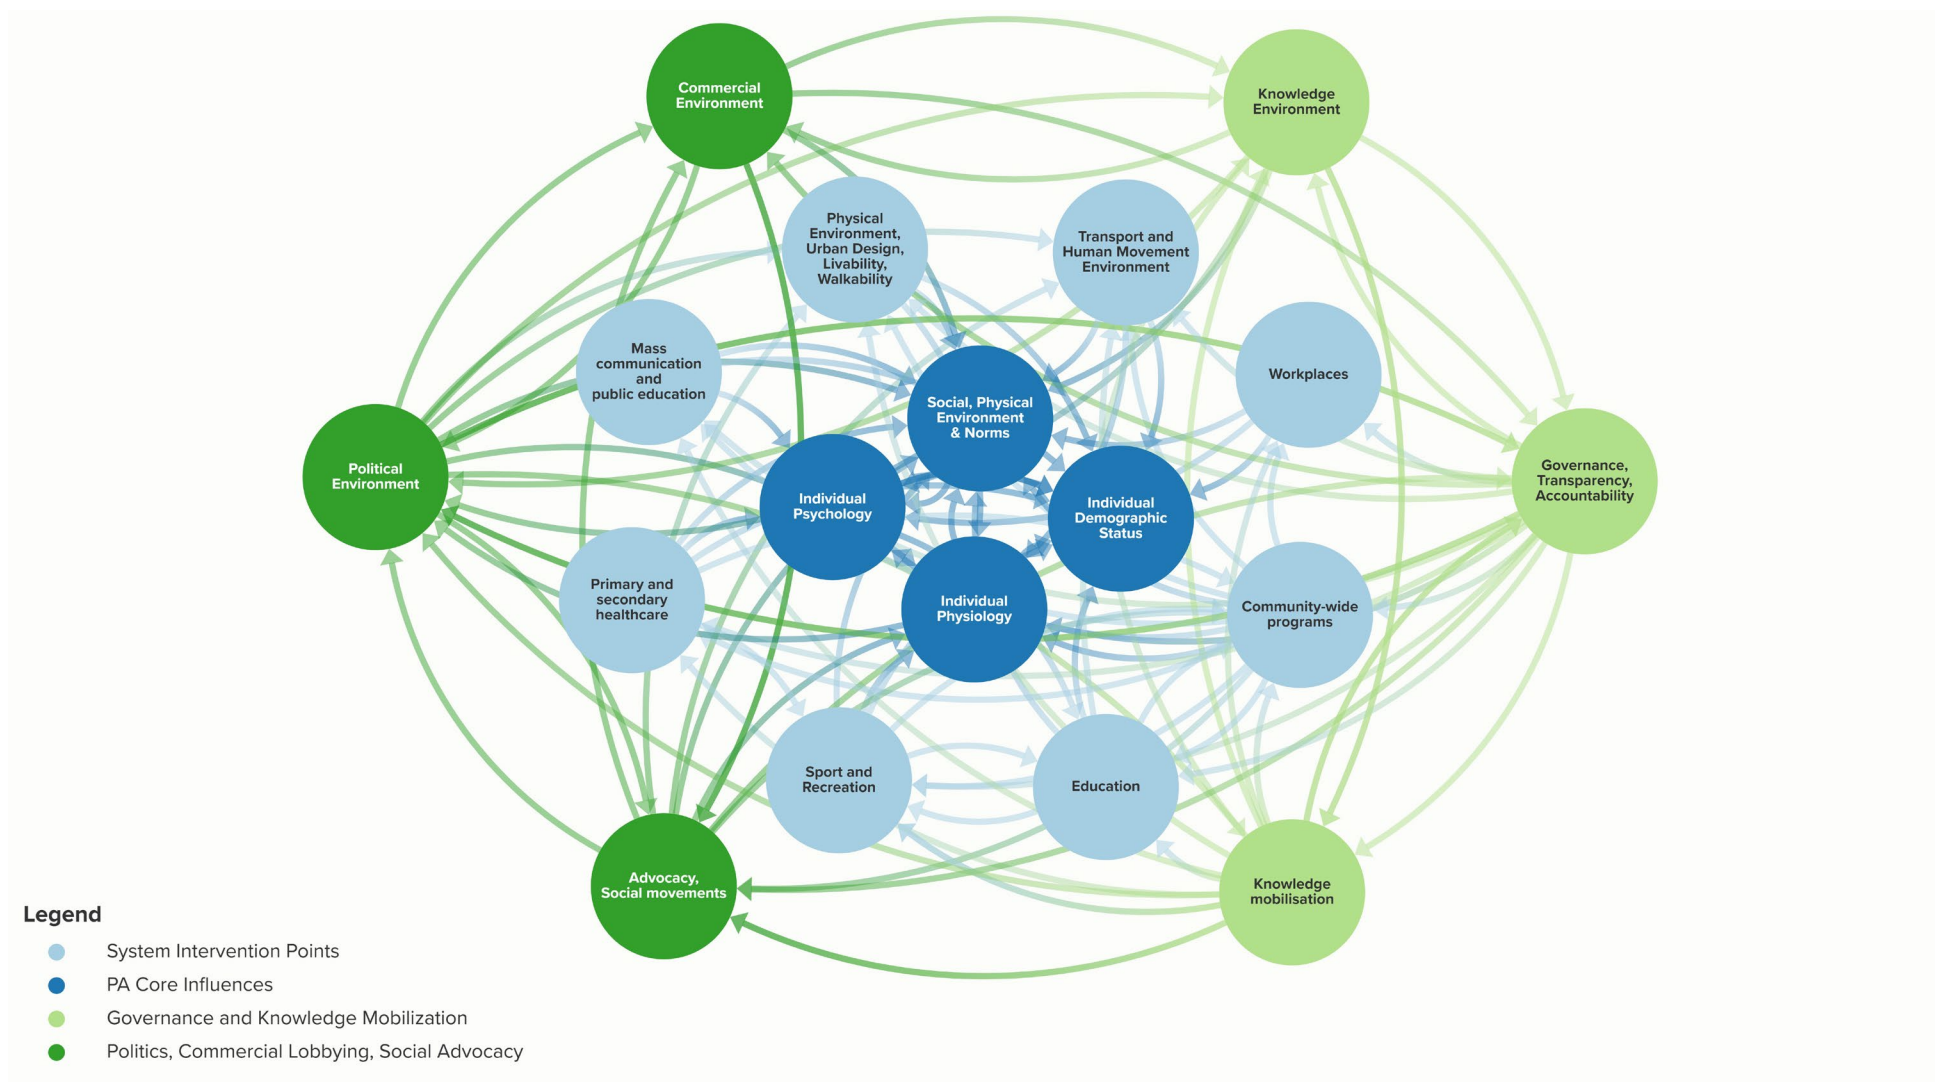 Commercial
Environment
Knowledge
Environment
Physical
Environment,
Urban Design,
Livability,
Walkability
Transport and
Human Movement
Environment
Mass
communication
and
public education
Workplaces
Social, Physical
Environment
& Norms
Political
Environment
Governance,
Transparency,
Accountability
Individual
Psychology
Individual
Demographic
Status
Primary and
secondary
healthcare
Individual
Physiology
Community-wide
programs
Sport and
Recreation
Education
Advocacy,
Social movements
Knowledge
mobilisation
Legend
System Intervention Points
PA Core Influences
Governance and Knowledge Mobilization
Politics, Commercial Lobbying, Social Advocacy